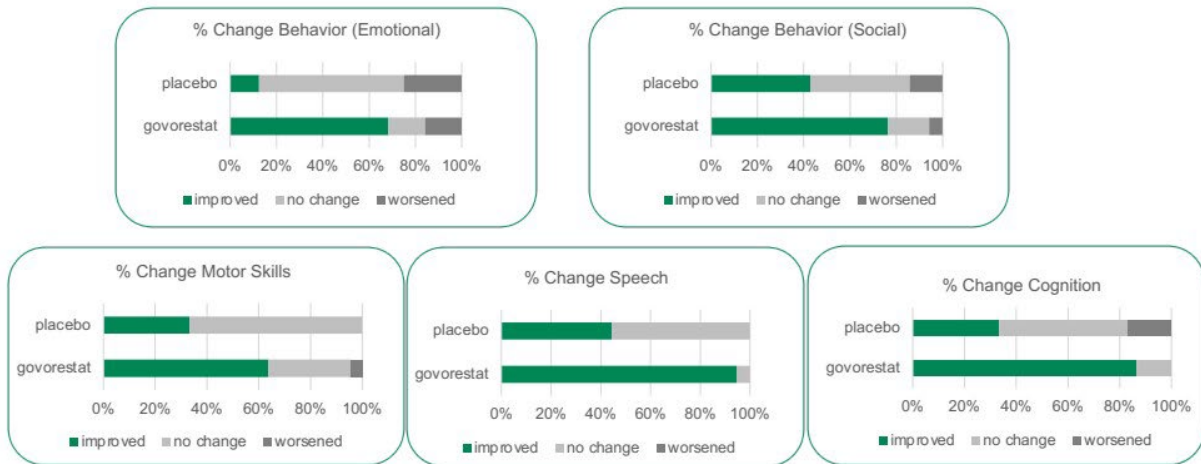 % Change Behavior (Emotional)
placebo
govorestat
0% 20% 40% 60% 80% 100%
improved no change worsened
% Change Behavior (Social)
placebo
govorestat
0% 20% 40% 60% 80% 100%
improved no change worsened
% Change Motor Skills
placebo
govorestat
0% 20% 40% 60% 80% 100%
improved no change worsened
% Change Speech
placebo
govorestat
0% 20% 40% 60% 80% 100%
improved no change worsened
% Change Cognition
placebo
govorestat
0% 20% 40% 60% 80% 100%
improved no change worsened